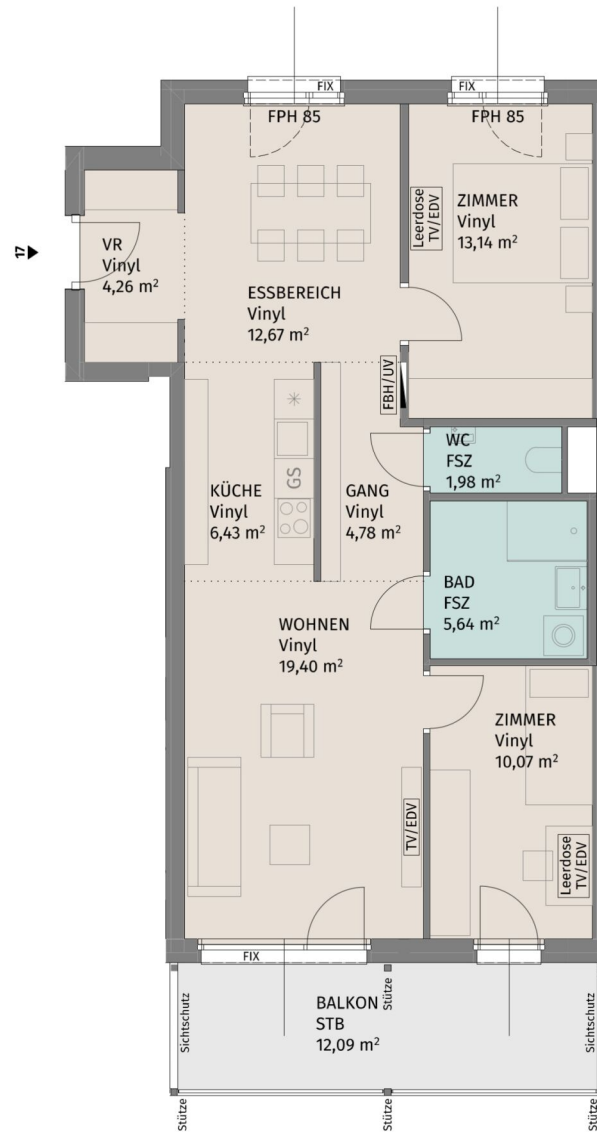 FIX
FIX
FPH 85
FPH 85
17
VR
Vinyl
4,26 m²
Leerdose
TV/EDV
ZIMMER
Vinyl
13,14 m²
ESSBEREICH
Vinyl
12,67 m²
FBH/UV
WC
FSZ
1,98 m²
GS
KÜCHE
Vinyl
6,43 m²
GANG
Vinyl
4,78 m²
BAD
FSZ
5,64 m²
WOHNEN
Vinyl
19,40 m²
ZIMMER
Vinyl
10,07 m²
TV/EDV
Leerdose
TV/EDV
FIX
Sichtschutz
BALKON
STB
12,09 m²
Stütze
Sichtschutz
Stütze
Stütze
Stütze